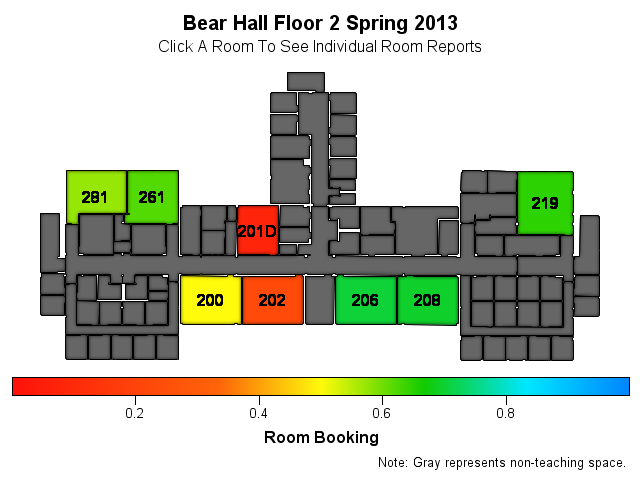 Bear Hall Floor 2 Spring 2013
Click A Room To See Individual Room Reports
281 261 219
201D
200 202 206 208
0.2 0.4 0.6 0.8
Room Booking
Note: Gray represents non-teaching space.